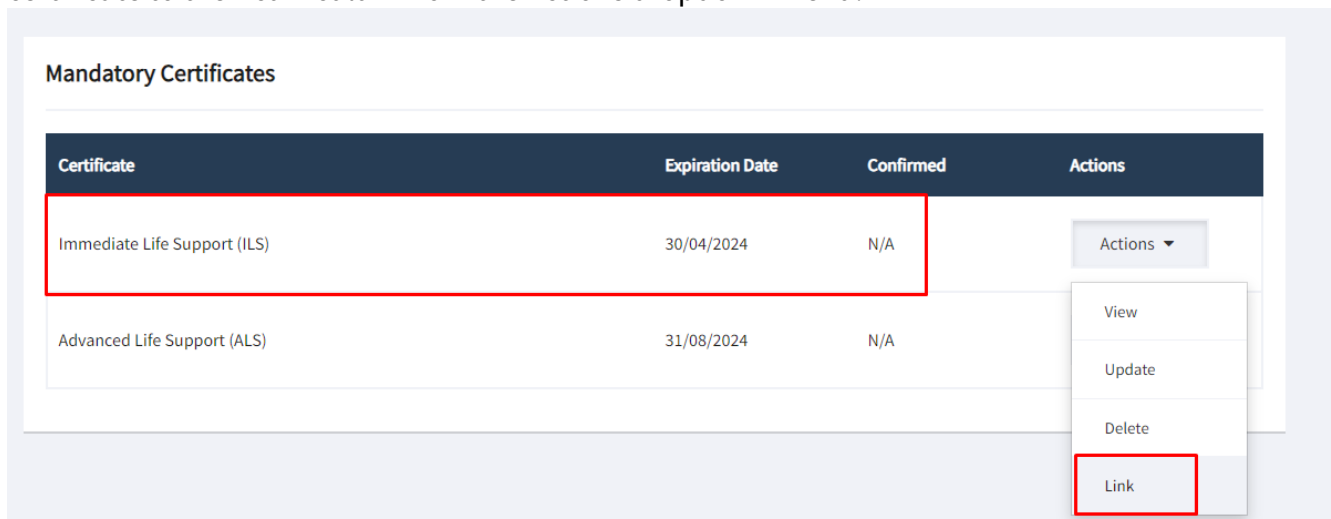 Mandatory Certificates
Certificate Expiration Date Confirmed Actions
Immediate Life Support (ILS) 30/04/2024 N/A Actions
View
Advanced Life Support (ALS) 31/08/2024 N/A
Update
Delete
Link